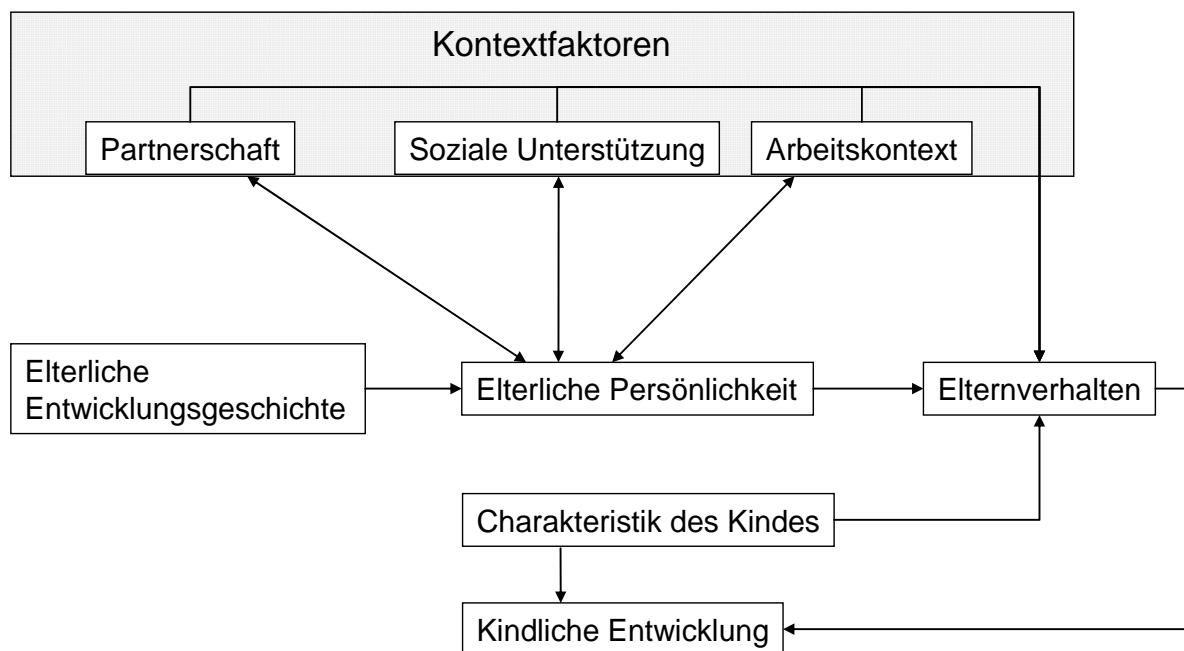 Kontextfaktoren
Partnerschaft
Soziale Unterstützung
Arbeitskontext
Elterliche
Entwicklungsgeschichte
Elterliche Persönlichkeit
Elternverhalten
Charakteristik des Kindes
Kindliche Entwicklung